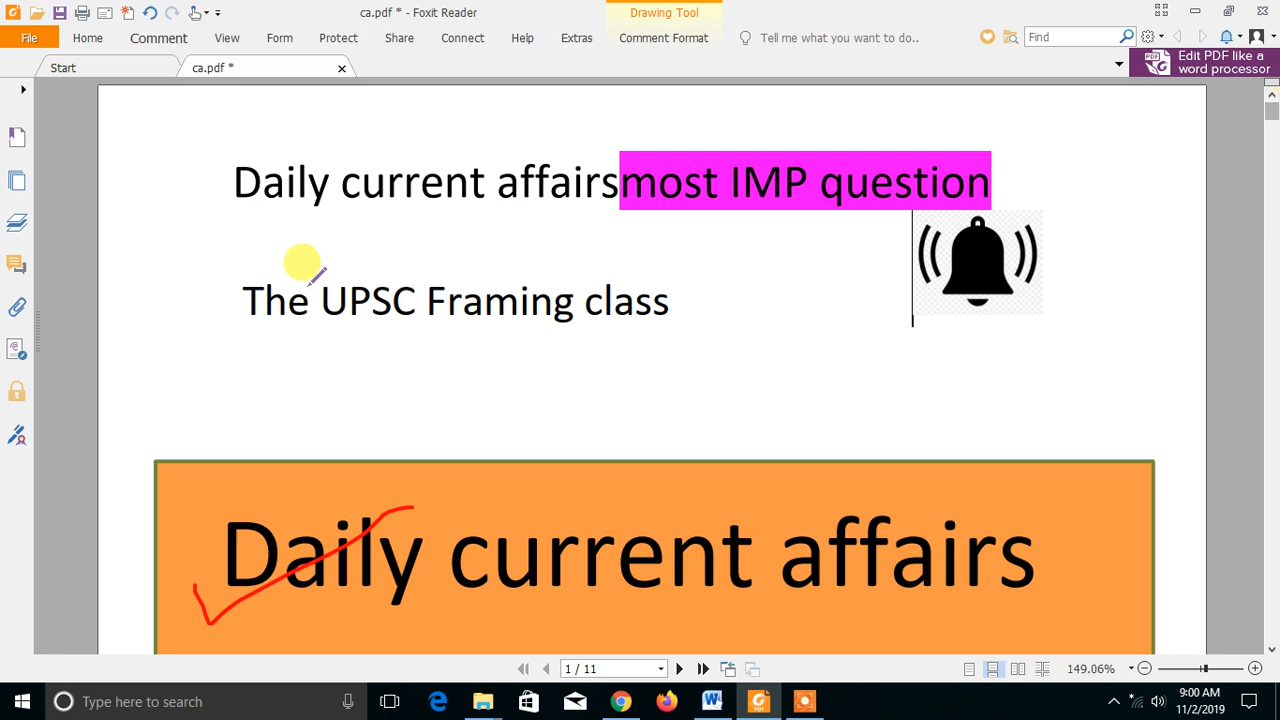 ca.pdf * - Foxit Reader
Drawing Tool
File Home Comment View Form Protect Share Connect Help Extras Comment Format Tell me what you want to do.. Find
Start ca.pdf *
Edit PDF like a
word processor
Daily current affairsmost IMP question
The UPSC Framing class
Daily current affairs
1 / 11
149.06%
Type here to search
9:00 AM
11/2/2019